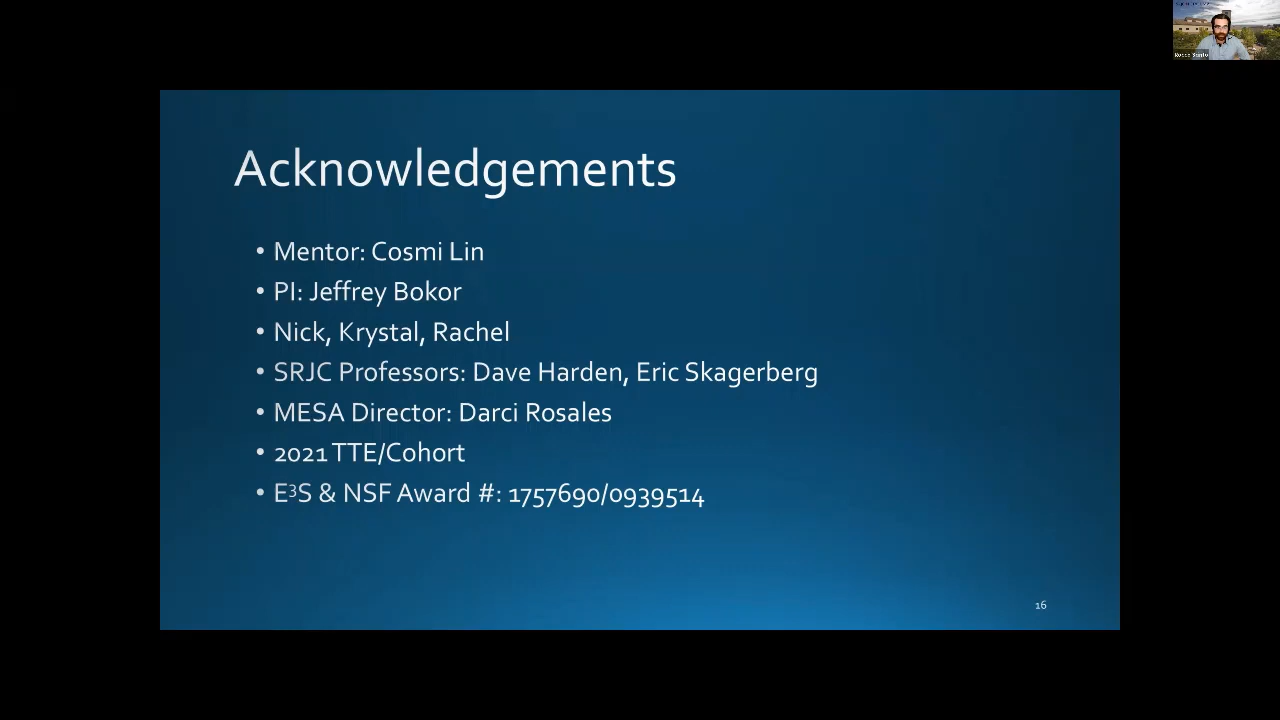 Acknowledgements
• Mentor: Cosmi Lin
• PI: Jeffrey Bokor
• Nick, Krystal, Rachel
• SRJC Professors: Dave Harden, Eric Skagerberg
• MESA Director: Darci Rosales
• 2021 TTE/Cohort
• E³S & NSF Award #: 1757690/0939514
16